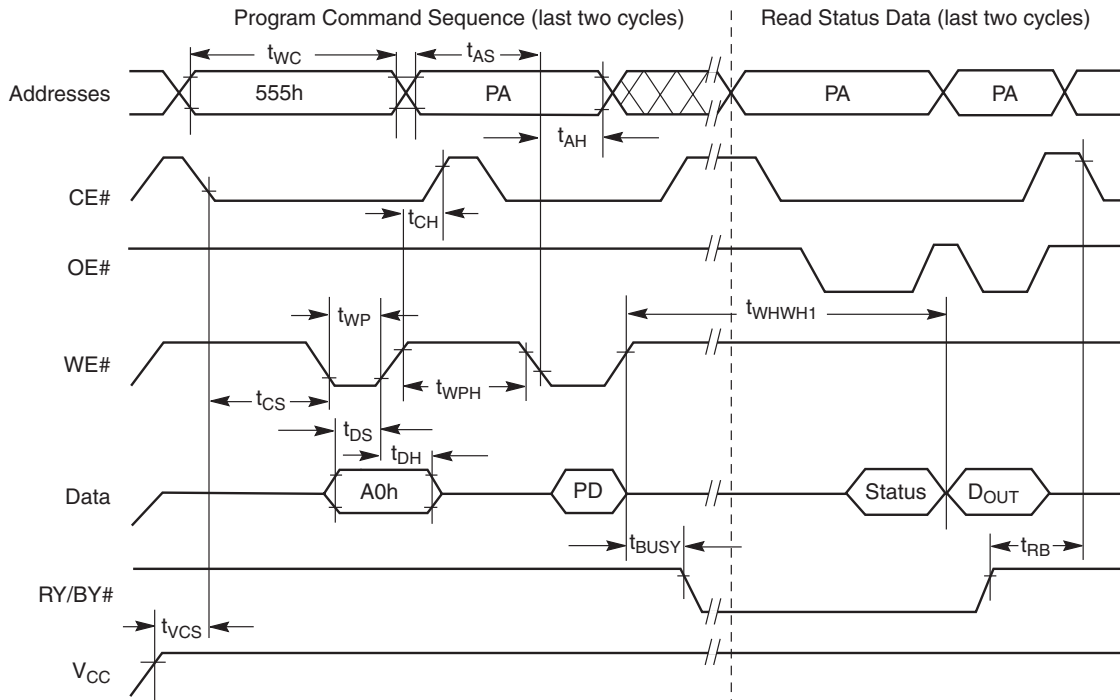 Program Command Sequence (last two cycles)
Read Status Data (last two cycles)
tWC
tAS
Addresses
555h
PA
PA
PA
tAH
CE#
tCH
OE#
tWP
tWHWH1
WE#
tCS
tWPH
tDS
tDH
Data
A0h
PD
Status
DOUT
tBUSY
tRB
RY/BY#
tVCS
VCC